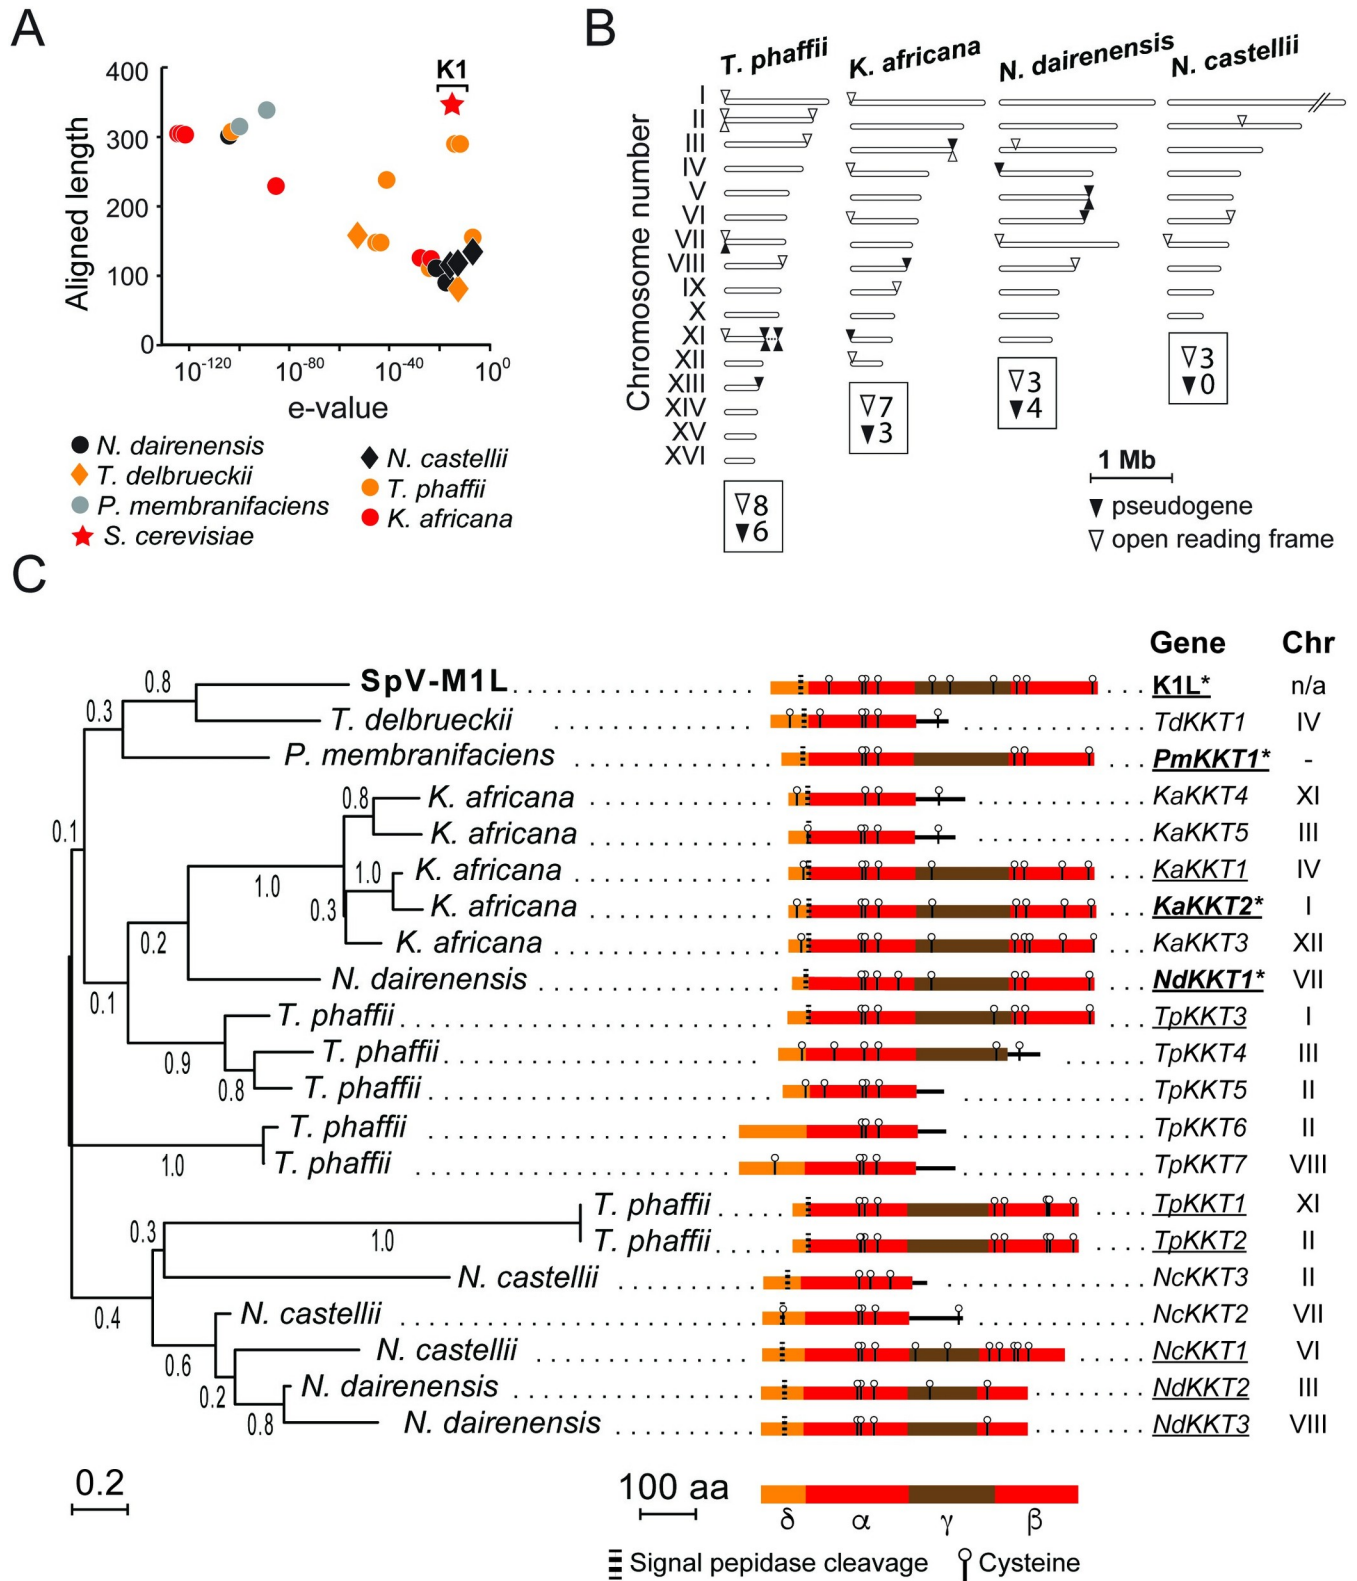 A
400
300
200
100
0
Aligned length
K1
10-120
10-80
10-40
100
e-value
N. dairenensis
T. delbrueckii
P. membranifaciens
S. cerevisiae
N. castellii
T. phaffii
K. africana
B
T. phaffii
K. africana
N. dairenensis
N. castellii
Chromosome number
I
II
III
IV
V
VI
VII
VIII
IX
X
XI
XII
XIII
XIV
XV
XVI
8
6
7
3
3
4
3
0
1 Mb
pseudogene
open reading frame
C
Gene Chr
0.8 SpV-M1L K1L* n/a
0.3 T. delbrueckii TdKKT1 IV
P. membranifaciens PmKKT1* -
0.8 K. africana KaKKT4 XI
0.1 K. africana KaKKT5 III
1.0 1.0 K. africana KaKKT1 IV
0.3 K. africana KaKKT2* I
0.2 K. africana KaKKT3 XII
N. dairenensis NdKKT1* VII
0.1 T. phaffii TpKKT3 I
0.9 T. phaffii TpKKT4 III
0.8 T. phaffii TpKKT5 II
T. phaffii TpKKT6 II
1.0 T. phaffii TpKKT7 VIII
T. phaffii TpKKT1 XI
0.3 1.0 T. phaffii TpKKT2 II
N. castellii NcKKT3 II
0.4 N. castellii NcKKT2 VII
0.6 N. castellii NcKKT1 VI
0.2 N. dairenensis NdKKT2 III
0.8 N. dairenensis NdKKT3 VIII
0.2
100 aa
δ α γ β
Signal pepidase cleavage
Cysteine